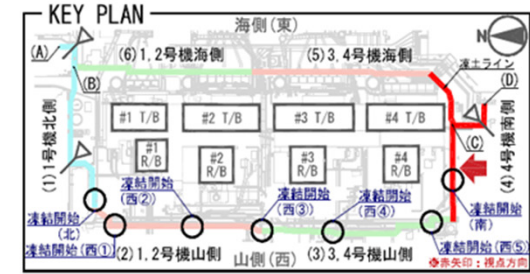 KEY PLAN
海側(東)
N
(A)
(6)1,2号機海側
(5)3,4号機海側
凍土ライン
(B)
(D)
#1 T/B
#2 T/B
#3 T/B
#4 T/B
(1)1号機北側
#1
R/B
#2
R/B
#3
R/B
#4
R/B
(C)
(4)4号機南側
凍結開始
(西②)
凍結開始
(西③)
凍結開始
(西④)
凍結開始
(南)
凍結開始
(北)
凍結開始(西①)
(2)1,2号機山側
(3)3,4号機山側
凍結開始(西⑤)
山側(西)
※赤矢印:視点方向